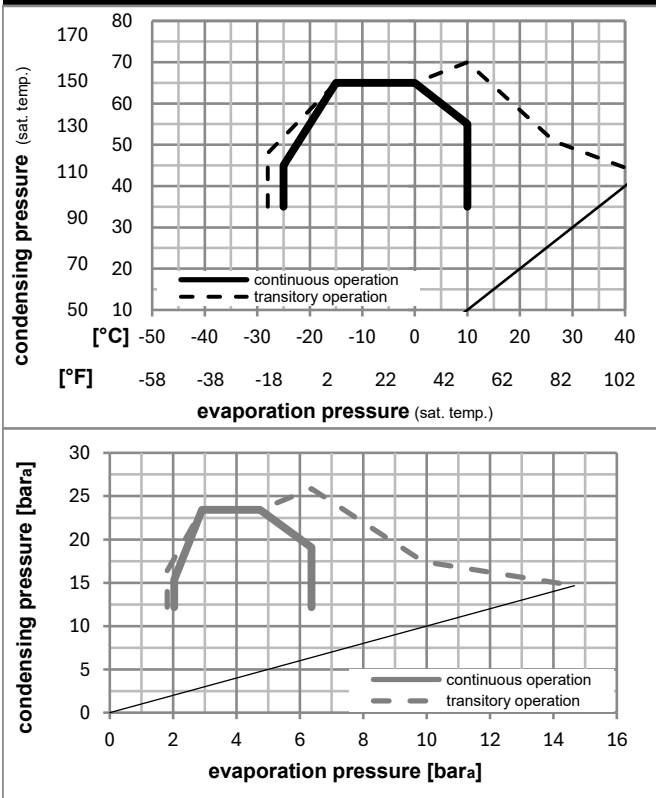 170 80
150 70
130 60
50
110 40
90 30
70 20
50 10
condensing pressure (sat. temp.)
continuous operation
transitory operation
[°C] -50 -40 -30 -20 -10 0 10 20 30 40
[°F] -58 -38 -18 2 22 42 62 82 102
evaporation pressure (sat. temp.)
30
25
20
15
10
5
0
condensing pressure [bara]
continuous operation
transitory operation
0 2 4 6 8 10 12 14 16
evaporation pressure [bara]